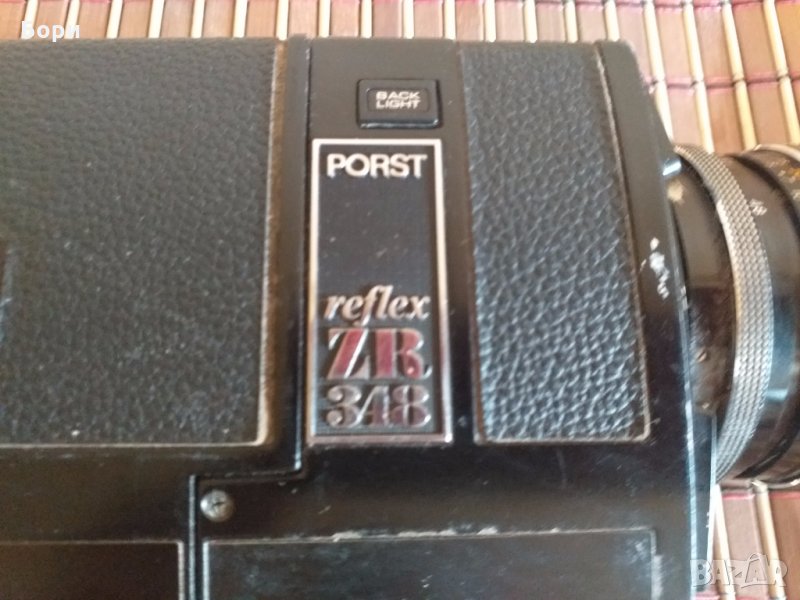 Бори
BACK
LIGHT
PORST
reflex
ZR
348
BAZAR